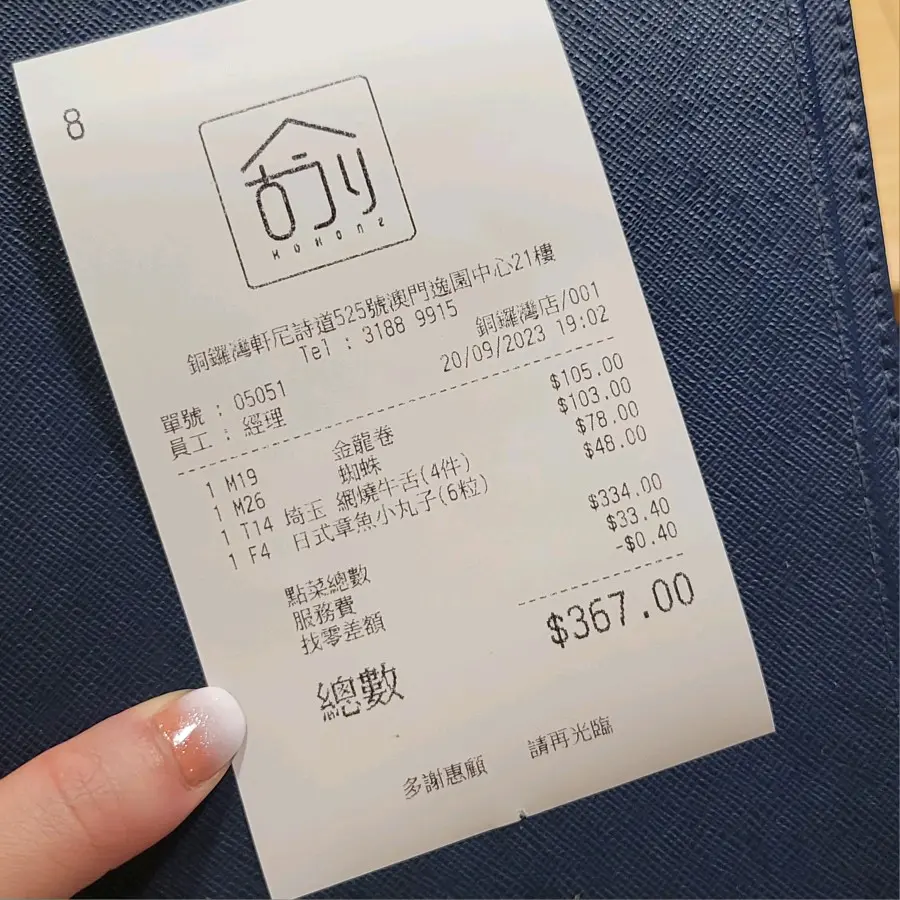 8
KOKONE
銅鑼灣軒尼詩道525號澳門逸園中心21樓
Tel : 3188 9915
銅鑼灣店/001
單號 : 05051 20/09/2023 19:02
員工 : 經理
1 M19 金龍卷 $105.00
1 M26 蜘蛛 $103.00
1 T14 埼玉 網燒牛舌(4件) $78.00
1 F4 日式章魚小丸子(6粒) $48.00
點菜總數 $334.00
服務費 $33.40
找零差額 -$0.40
總數 $367.00
多謝惠顧 請再光臨